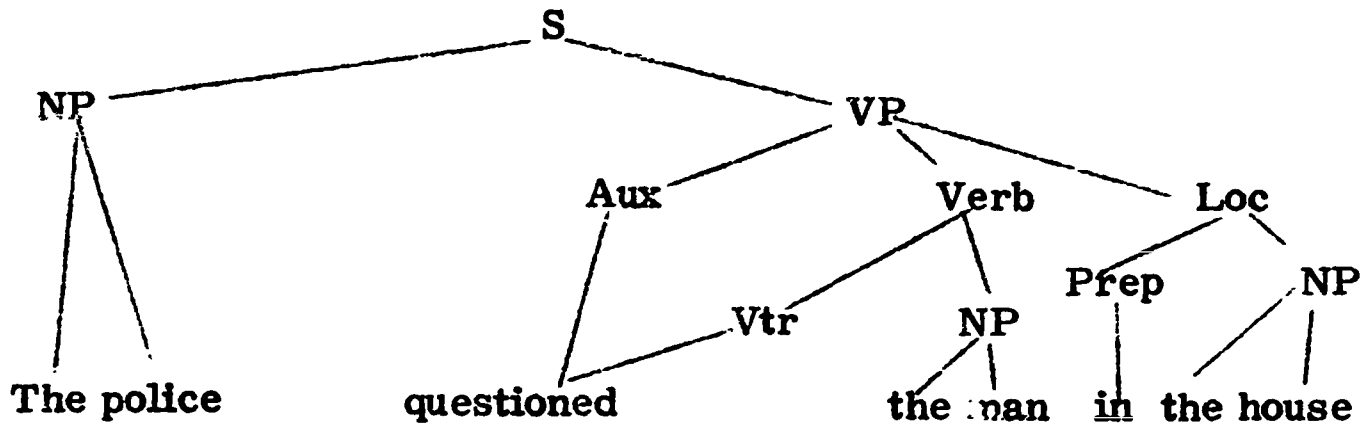 S
NP VP
Aux Verb Loc
Prep NP
Vtr NP
The police questioned the man in the house